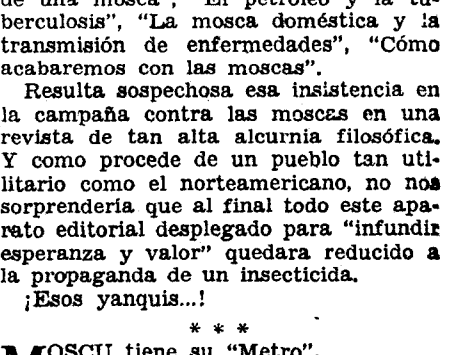 de una mosca", "El petróleo y la tu-
berculosis", "La mosca doméstica y la
transmisión de enfermedades", "Cómo
acabaremos con las moscas".
Resulta sospechosa esa insistencia en
la campaña contra las moscas en una
revista de tan alta alcurnia filosófica.
Y como procede de un pueblo tan uti-
litario como el norteamericano, no nos
sorprendería que al final todo este apa-
rato editorial desplegado para "infundir
esperanza y valor" quedara reducido a
la propaganda de un insecticida.
¡Esos yanquis...!
* * *
MOSCU tiene su "Metro".